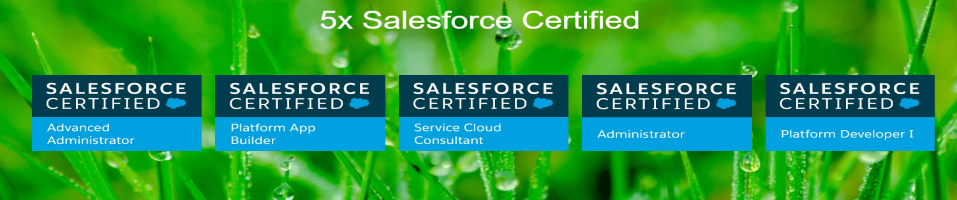 5x Salesforce Certified
SALESFORCE
CERTIFIED
Advanced
Administrator
SALESFORCE
CERTIFIED
Platform App
Builder
SALESFORCE
CERTIFIED
Service Cloud
Consultant
SALESFORCE
CERTIFIED
Administrator
SALESFORCE
CERTIFIED
Platform Developer I